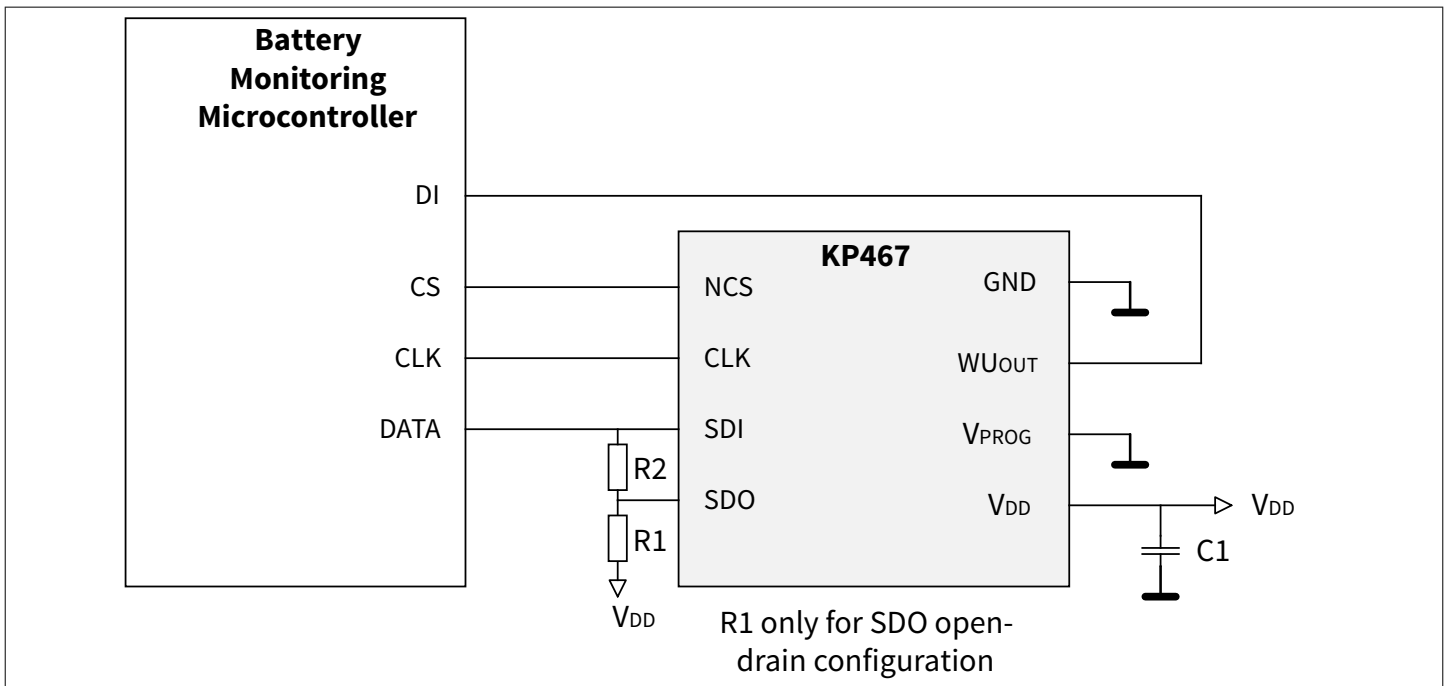 Battery
Monitoring
Microcontroller
DI
CS
CLK
DATA
KP467
NCS
CLK
SDI
SDO
GND
WUOUT
VPROG
VDD
R2
R1
VDD
VDD
C1
R1 only for SDO open-
drain configuration